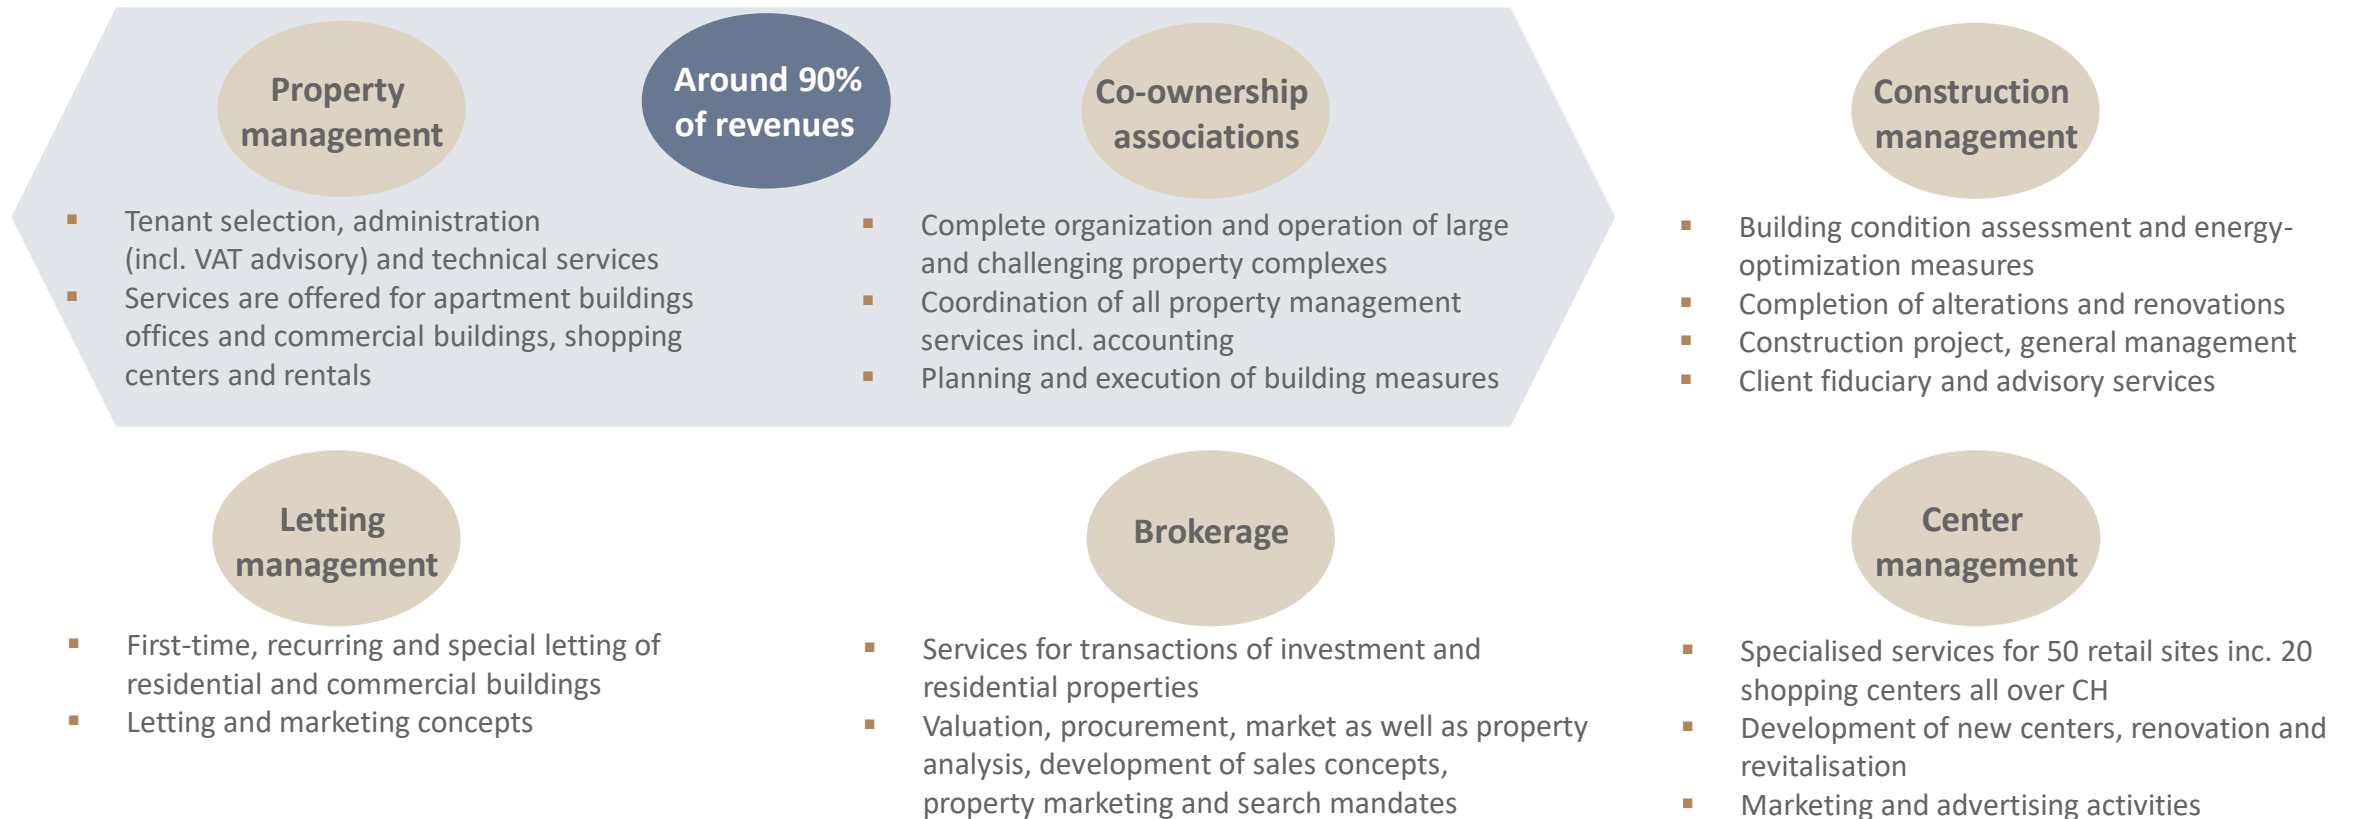 Property
management
Tenant selection, administration
(incl. VAT advisory) and technical services
Services are offered for apartment buildings
offices and commercial buildings, shopping
centers and rentals
Around 90%
of revenues
Co-ownership
associations
Complete organization and operation of large
and challenging property complexes
Coordination of all property management
services incl. accounting
Planning and execution of building measures
Construction
management
Building condition assessment and energy-
optimization measures
Completion of alterations and renovations
Construction project, general management
Client fiduciary and advisory services
Letting
management
First-time, recurring and special letting of
residential and commercial buildings
Letting and marketing concepts
Brokerage
Services for transactions of investment and
residential properties
Valuation, procurement, market as well as property
analysis, development of sales concepts,
property marketing and search mandates
Center
management
Specialised services for 50 retail sites inc. 20
shopping centers all over CH
Development of new centers, renovation and
revitalisation
Marketing and advertising activities